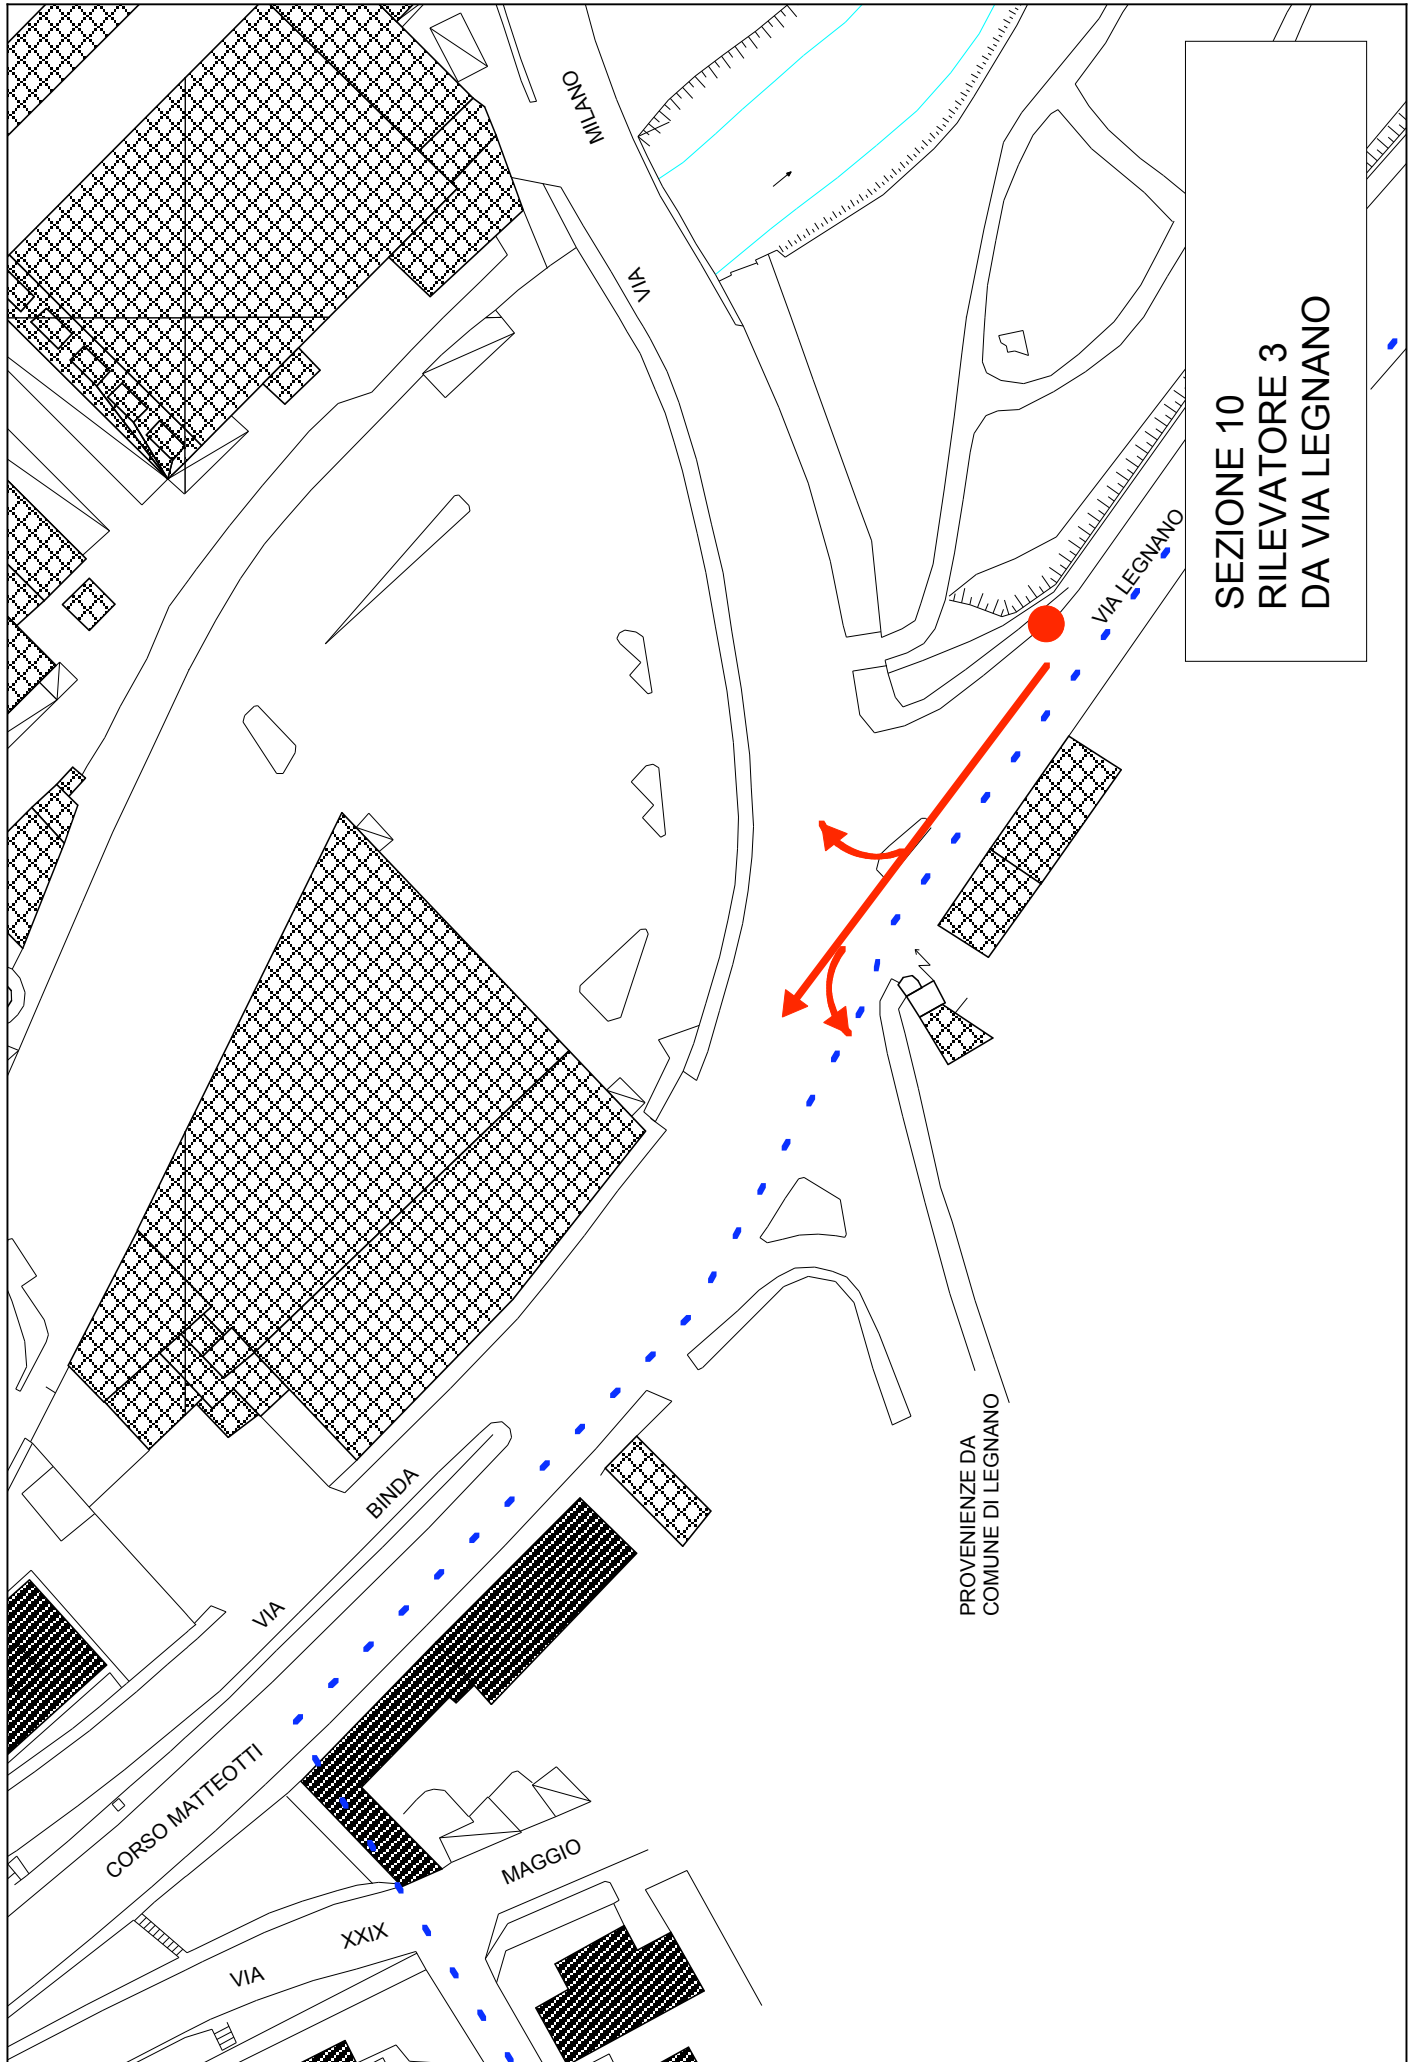 MILANO
VIA
SEZIONE 10
RILEVATORE 3
DA VIA LEGNANO
VIA LEGNANO
PROVENIENZE DA
COMUNE DI LEGNANO
BINDA
VIA
CORSO MATTEOTTI
MAGGIO
XXIX
VIA